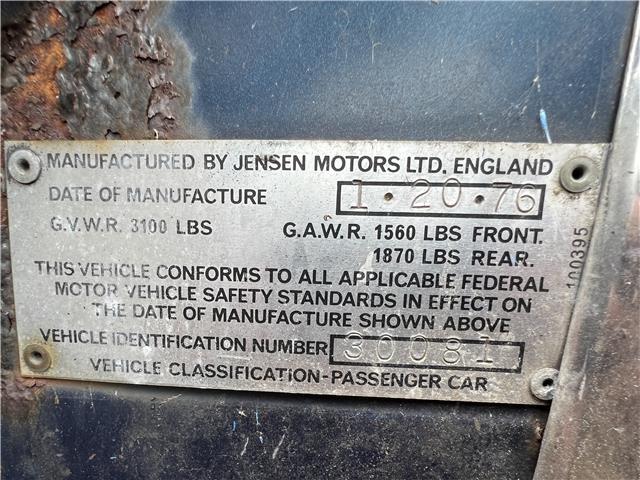 MANUFACTURED BY JENSEN MOTORS LTD. ENGLAND
DATE OF MANUFACTURE 1·20·76
G.V.W.R. 3100 LBS G.A.W.R. 1560 LBS FRONT.
1870 LBS REAR.
THIS VEHICLE CONFORMS TO ALL APPLICABLE FEDERAL
MOTOR VEHICLE SAFETY STANDARDS IN EFFECT ON
THE DATE OF MANUFACTURE SHOWN ABOVE
VEHICLE IDENTIFICATION NUMBER 30081
VEHICLE CLASSIFICATION-PASSENGER CAR
100395